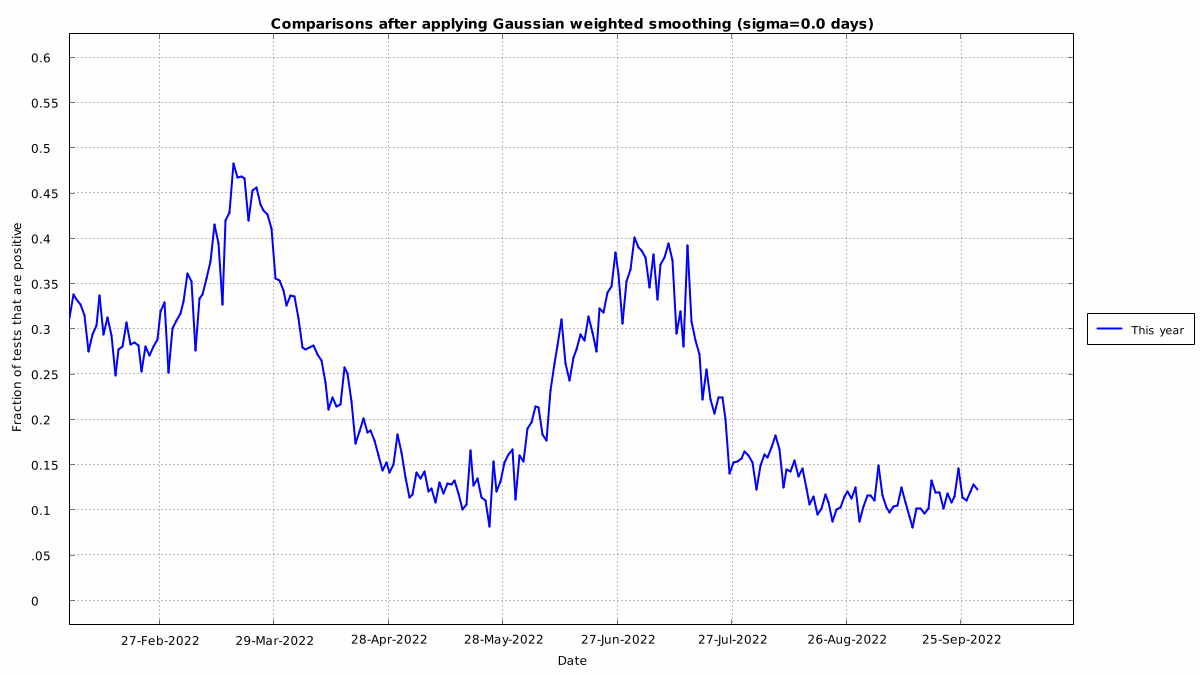 Comparisons after applying Gaussian weighted smoothing (sigma=0.0 days)
0.6
0.55
0.5
0.45
0.4
0.35
0.3
0.25
0.2
0.15
0.1
.05
0
Fraction of tests that are positive
27-Feb-2022
29-Mar-2022
28-Apr-2022
28-May-2022
27-Jun-2022
27-Jul-2022
26-Aug-2022
25-Sep-2022
Date
This year